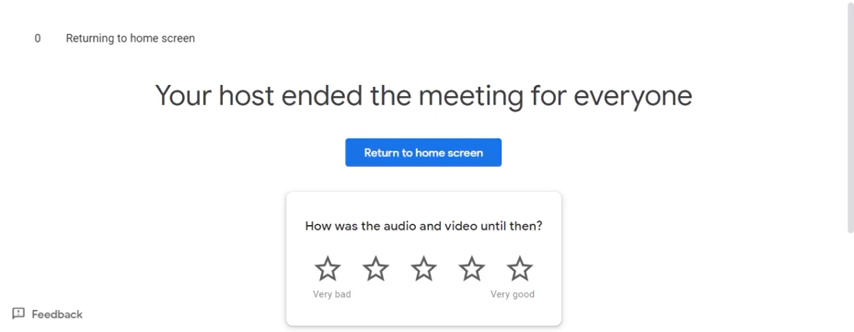 0 Returning to home screen
Your host ended the meeting for everyone
Return to home screen
How was the audio and video until then?
Very bad Very good
Feedback